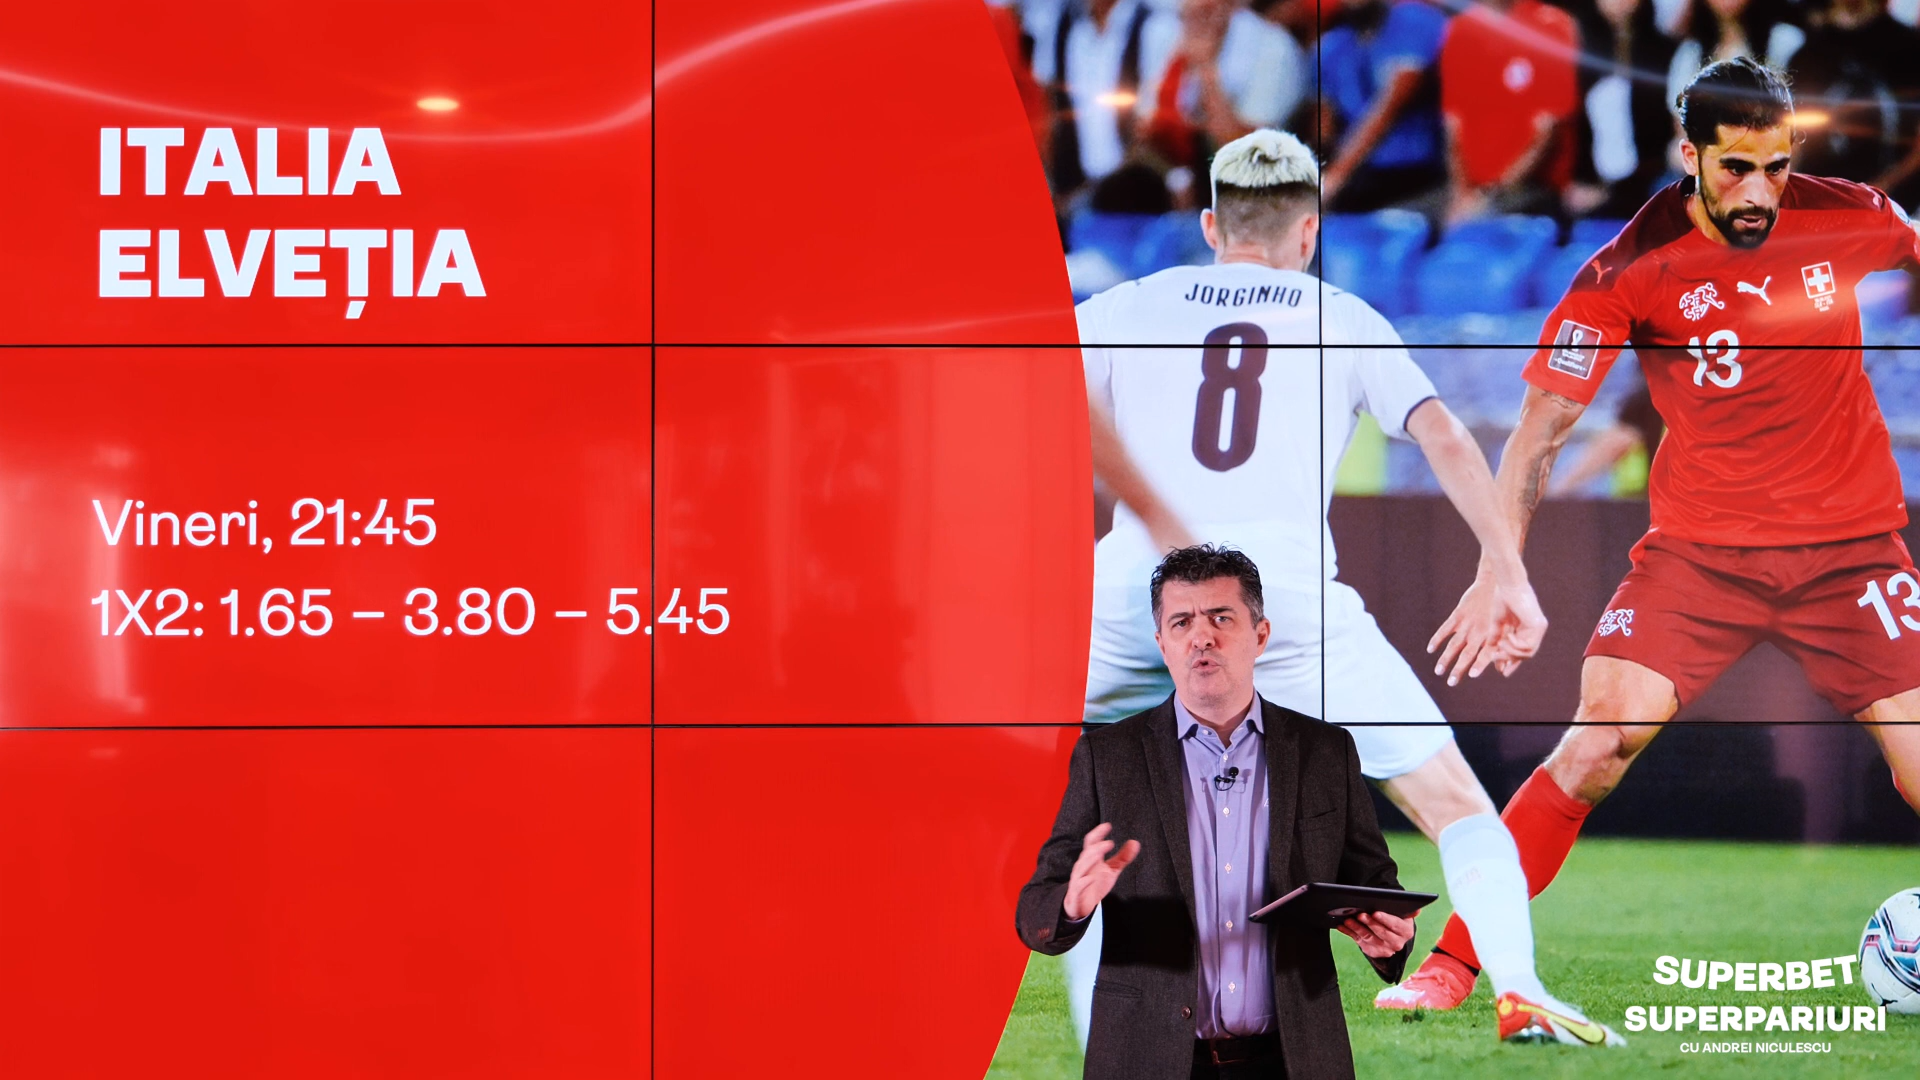 ITALIA
ELVEȚIA
Vineri, 21:45
1X2: 1.65 – 3.80 – 5.45
JORGINHO
8
13
13
SUPERBET
SUPERPARIURI
CU ANDREI NICULESCU